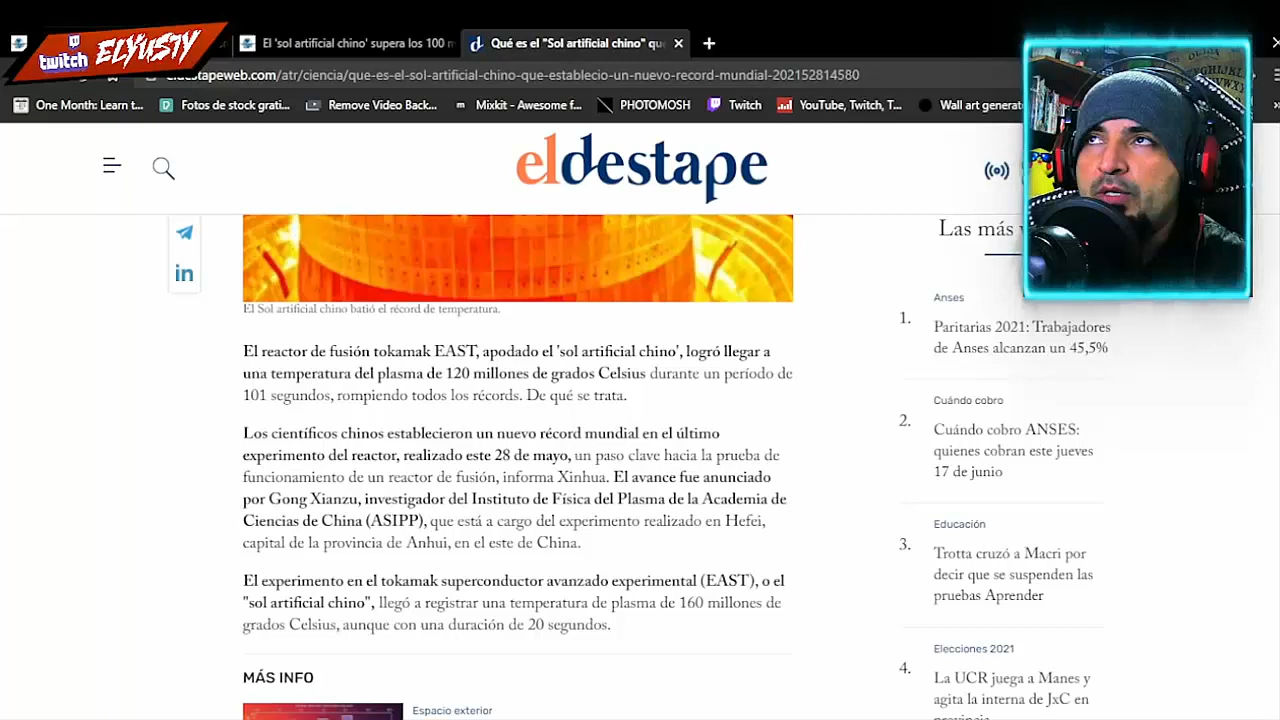 twitch ELYUSTY
El 'sol artificial chino' supera los 100 m
Qué es el "Sol artificial chino" qu
eldestapeweb.com/atr/ciencia/que-es-el-sol-artificial-chino-que-establecio-un-nuevo-record-mundial-202152814580
One Month: Learn t...
Fotos de stock grati...
Remove Video Back...
Mixkit - Awesome f...
PHOTOMOSH
Twitch
YouTube, Twitch, T...
Wall art generat
eldestape
El Sol artificial chino batió el récord de temperatura.
El reactor de fusión tokamak EAST, apodado el 'sol artificial chino', logró llegar a
una temperatura del plasma de 120 millones de grados Celsius durante un período de
101 segundos, rompiendo todos los récords. De qué se trata.
Los científicos chinos establecieron un nuevo récord mundial en el último
experimento del reactor, realizado este 28 de mayo, un paso clave hacia la prueba de
funcionamiento de un reactor de fusión, informa Xinhua. El avance fue anunciado
por Gong Xianzu, investigador del Instituto de Física del Plasma de la Academia de
Ciencias de China (ASIPP), que está a cargo del experimento realizado en Hefei,
capital de la provincia de Anhui, en el este de China.
El experimento en el tokamak superconductor avanzado experimental (EAST), o el
"sol artificial chino", llegó a registrar una temperatura de plasma de 160 millones de
grados Celsius, aunque con una duración de 20 segundos.
MÁS INFO
Espacio exterior
Las más
Anses
1.
Paritarias 2021: Trabajadores
de Anses alcanzan un 45,5%
Cuándo cobro
2.
Cuándo cobro ANSES:
quienes cobran este jueves
17 de junio
Educación
3.
Trotta cruzó a Macri por
decir que se suspenden las
pruebas Aprender
Elecciones 2021
4.
La UCR juega a Manes y
agita la interna de JxC en